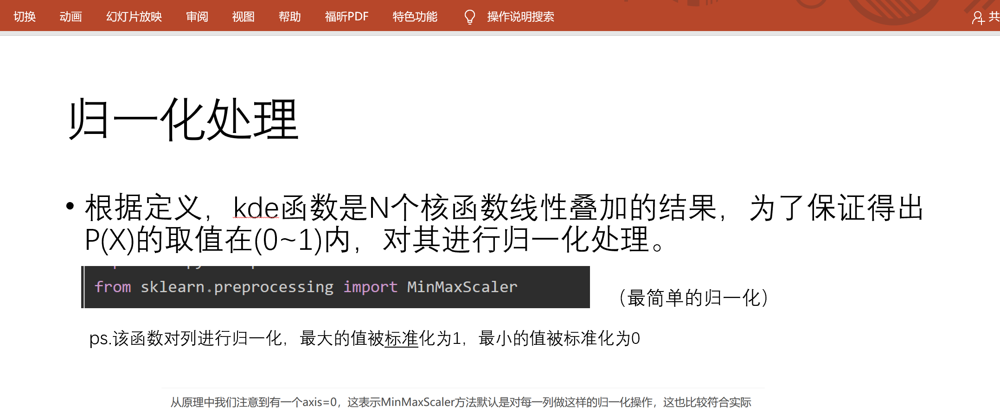 切换 动画 幻灯片放映 审阅 视图 帮助 福昕PDF 特色功能 操作说明搜索 共
归一化处理
• 根据定义，kde函数是N个核函数线性叠加的结果，为了保证得出
P(X)的取值在(0~1)内，对其进行归一化处理。
from sklearn.preprocessing import MinMaxScaler
（最简单的归一化）
ps.该函数对列进行归一化，最大的值被标准化为1，最小的值被标准化为0
从原理中我们注意到有一个axis=0，这表示MinMaxScaler方法默认是对每一列做这样的归一化操作，这也比较符合实际